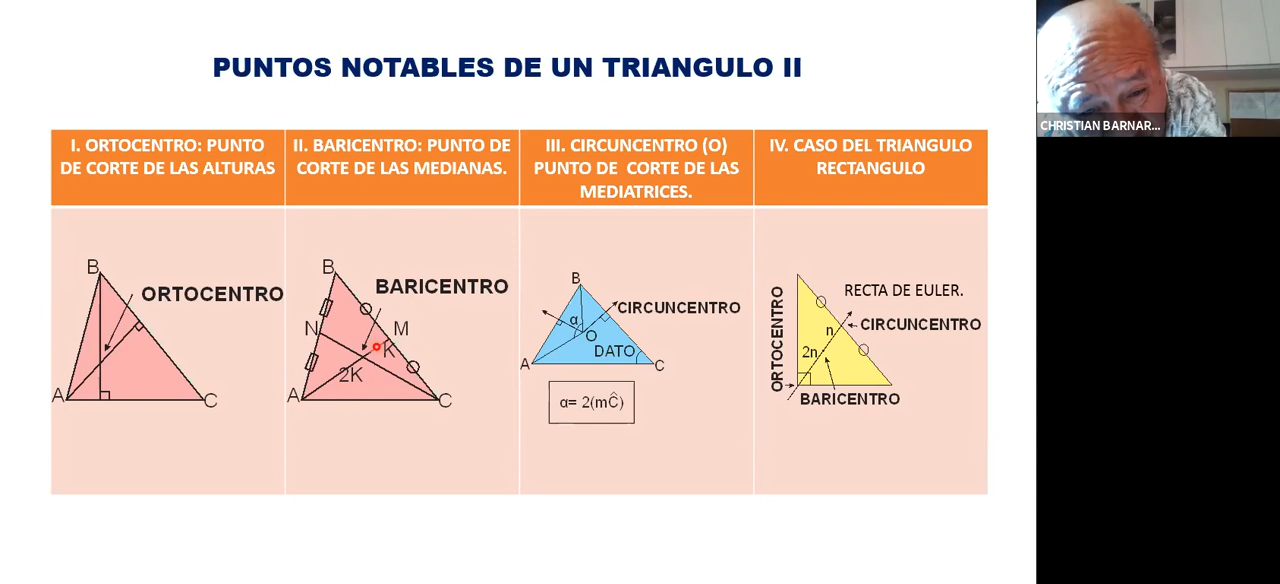 PUNTOS NOTABLES DE UN TRIANGULO II
CHRISTIAN BARNAR...
I. ORTOCENTRO: PUNTO
DE CORTE DE LAS ALTURAS
II. BARICENTRO: PUNTO DE
CORTE DE LAS MEDIANAS.
III. CIRCUNCENTRO (O)
PUNTO DE CORTE DE LAS
MEDIATRICES.
IV. CASO DEL TRIANGULO
RECTANGULO
B
ORTOCENTRO
A
C
B
BARICENTRO
N
M
K
2K
A
C
B
CIRCUNCENTRO
α
O
DATO
A
C
α= 2(mĈ)
RECTA DE EULER.
CIRCUNCENTRO
n
2n
ORTOCENTRO
BARICENTRO